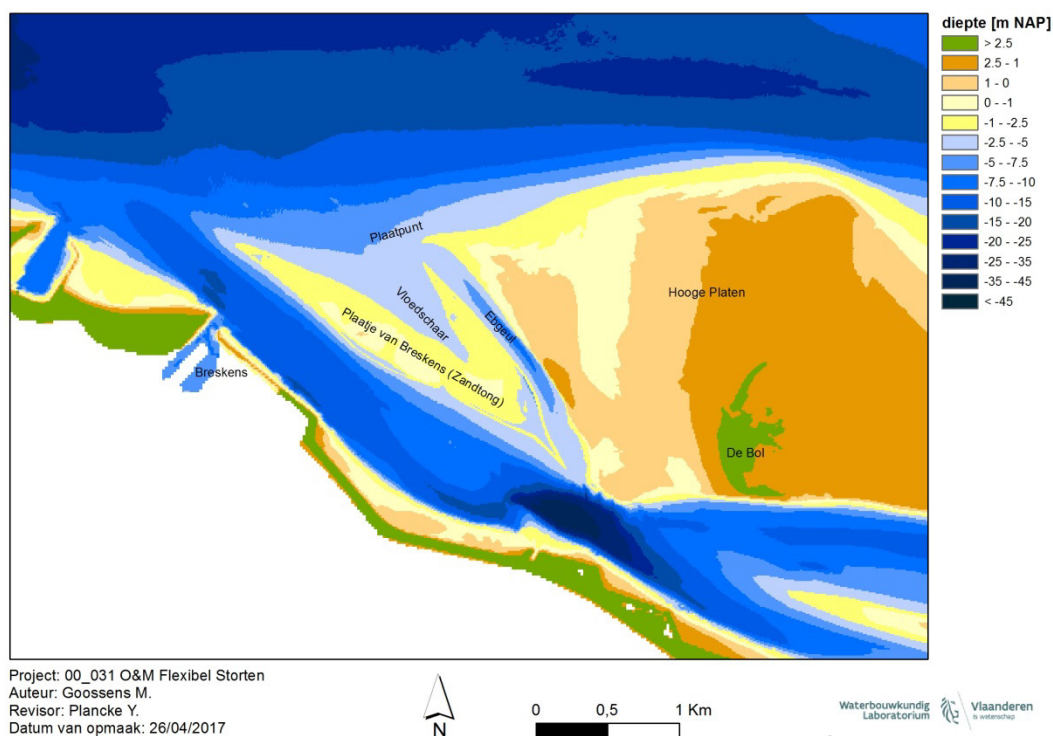 diepte [m NAP]
> 2.5
2.5 - 1
1 - 0
0 - -1
-1 - -2.5
-2.5 - -5
-5 - -7.5
-7.5 - -10
-10 - -15
-15 - -20
-20 - -25
-25 - -35
-35 - -45
< -45
Plaatpunt
Vloedschaar
Ebgeul
Hooge Platen
Plaatje van Breskens (Zandtong)
Breskens
De Bol
Project: 00_031 O&M Flexibel Storten
Auteur: Goossens M.
Revisor: Plancke Y.
Datum van opmaak: 26/04/2017
N
0 0,5 1 Km
Waterbouwkundig
Laboratorium
Vlaanderen
is wetenschap